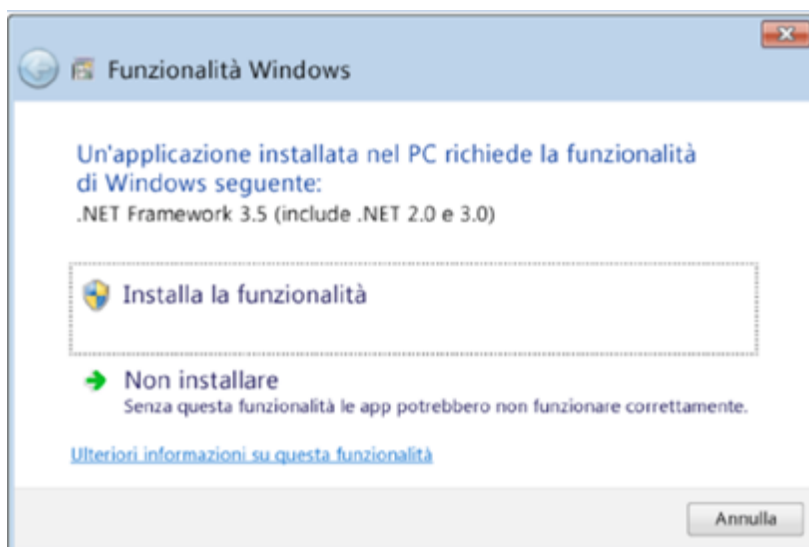 Funzionalità Windows
Un'applicazione installata nel PC richiede la funzionalità
di Windows seguente:
.NET Framework 3.5 (include .NET 2.0 e 3.0)
Installa la funzionalità
Non installare
Senza questa funzionalità le app potrebbero non funzionare correttamente.
Ulteriori informazioni su questa funzionalità
Annulla